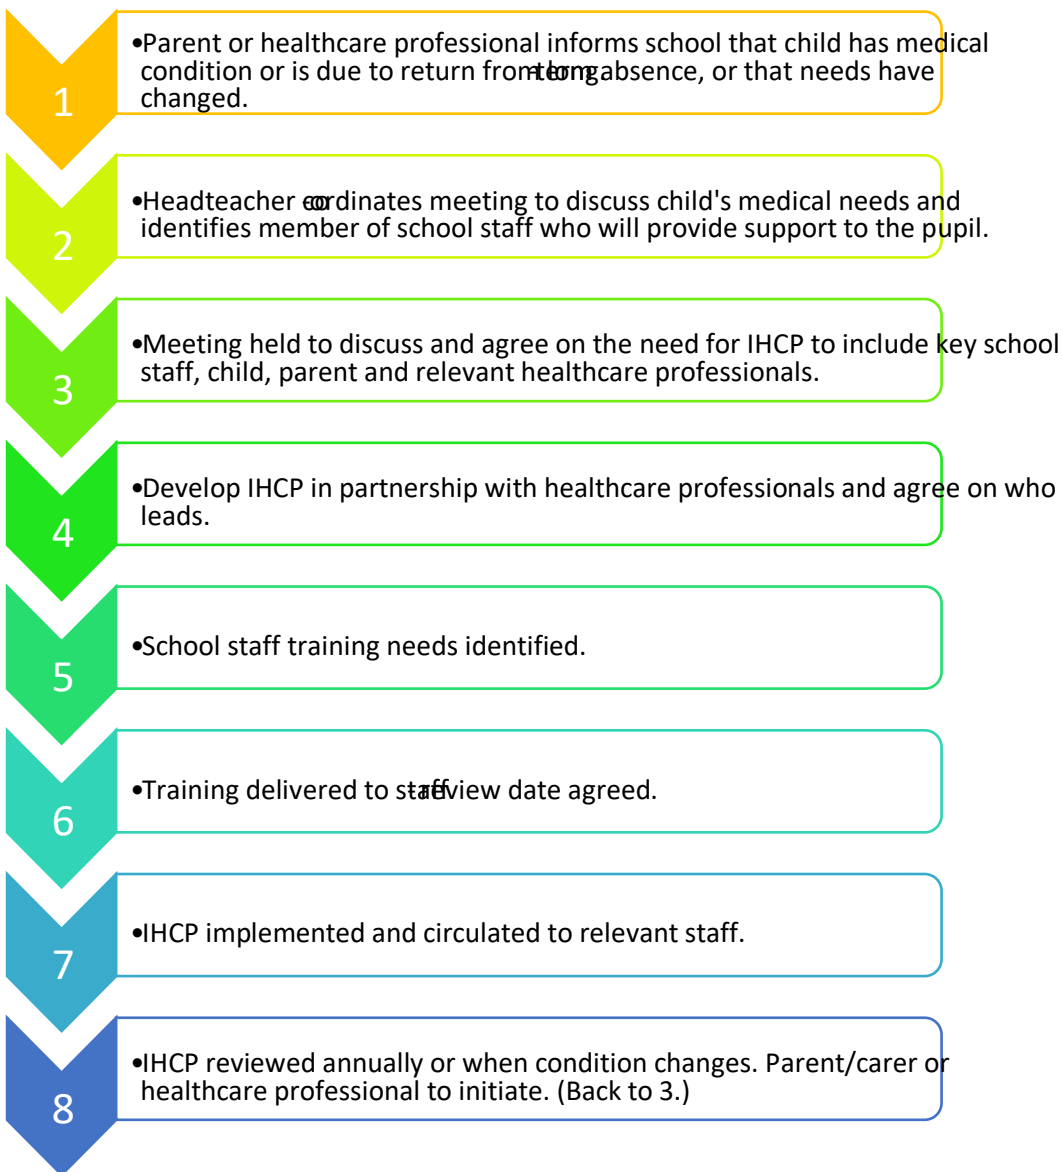 1
•Parent or healthcare professional informs school that child has medical
condition or is due to return from long-term absence, or that needs have
changed.
2
•Headteacher co-ordinates meeting to discuss child's medical needs and
identifies member of school staff who will provide support to the pupil.
3
•Meeting held to discuss and agree on the need for IHCP to include key school
staff, child, parent and relevant healthcare professionals.
4
•Develop IHCP in partnership with healthcare professionals and agree on who
leads.
5
•School staff training needs identified.
6
•Training delivered to staff - review date agreed.
7
•IHCP implemented and circulated to relevant staff.
8
•IHCP reviewed annually or when condition changes. Parent/carer or
healthcare professional to initiate. (Back to 3.)